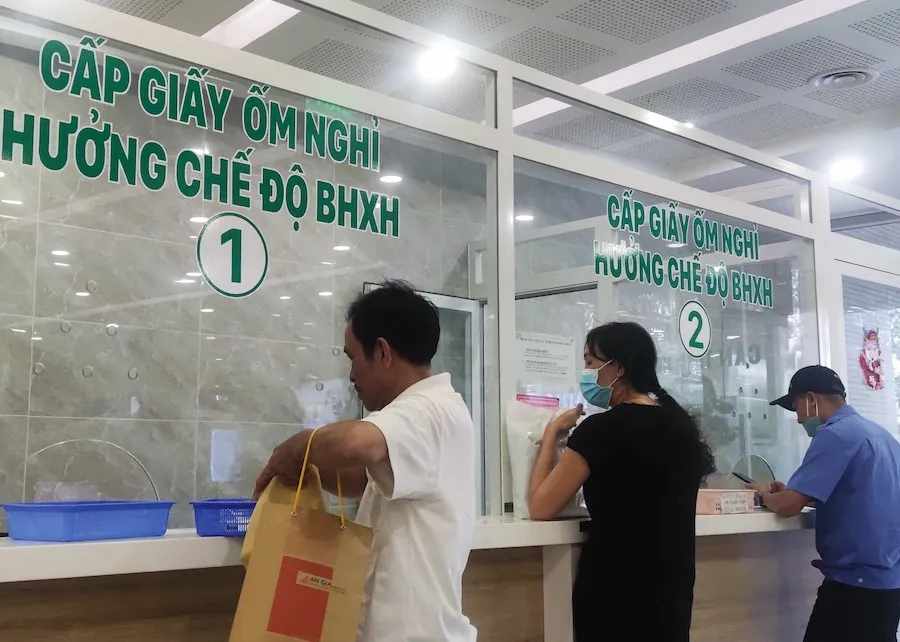 CẤP GIẤY ỐM NGHỈ
HƯỞNG CHẾ ĐỘ BHXH
1
CẤP GIẤY ỐM NGHỈ
HƯỞNG CHẾ ĐỘ BHXH
2
AN GIA